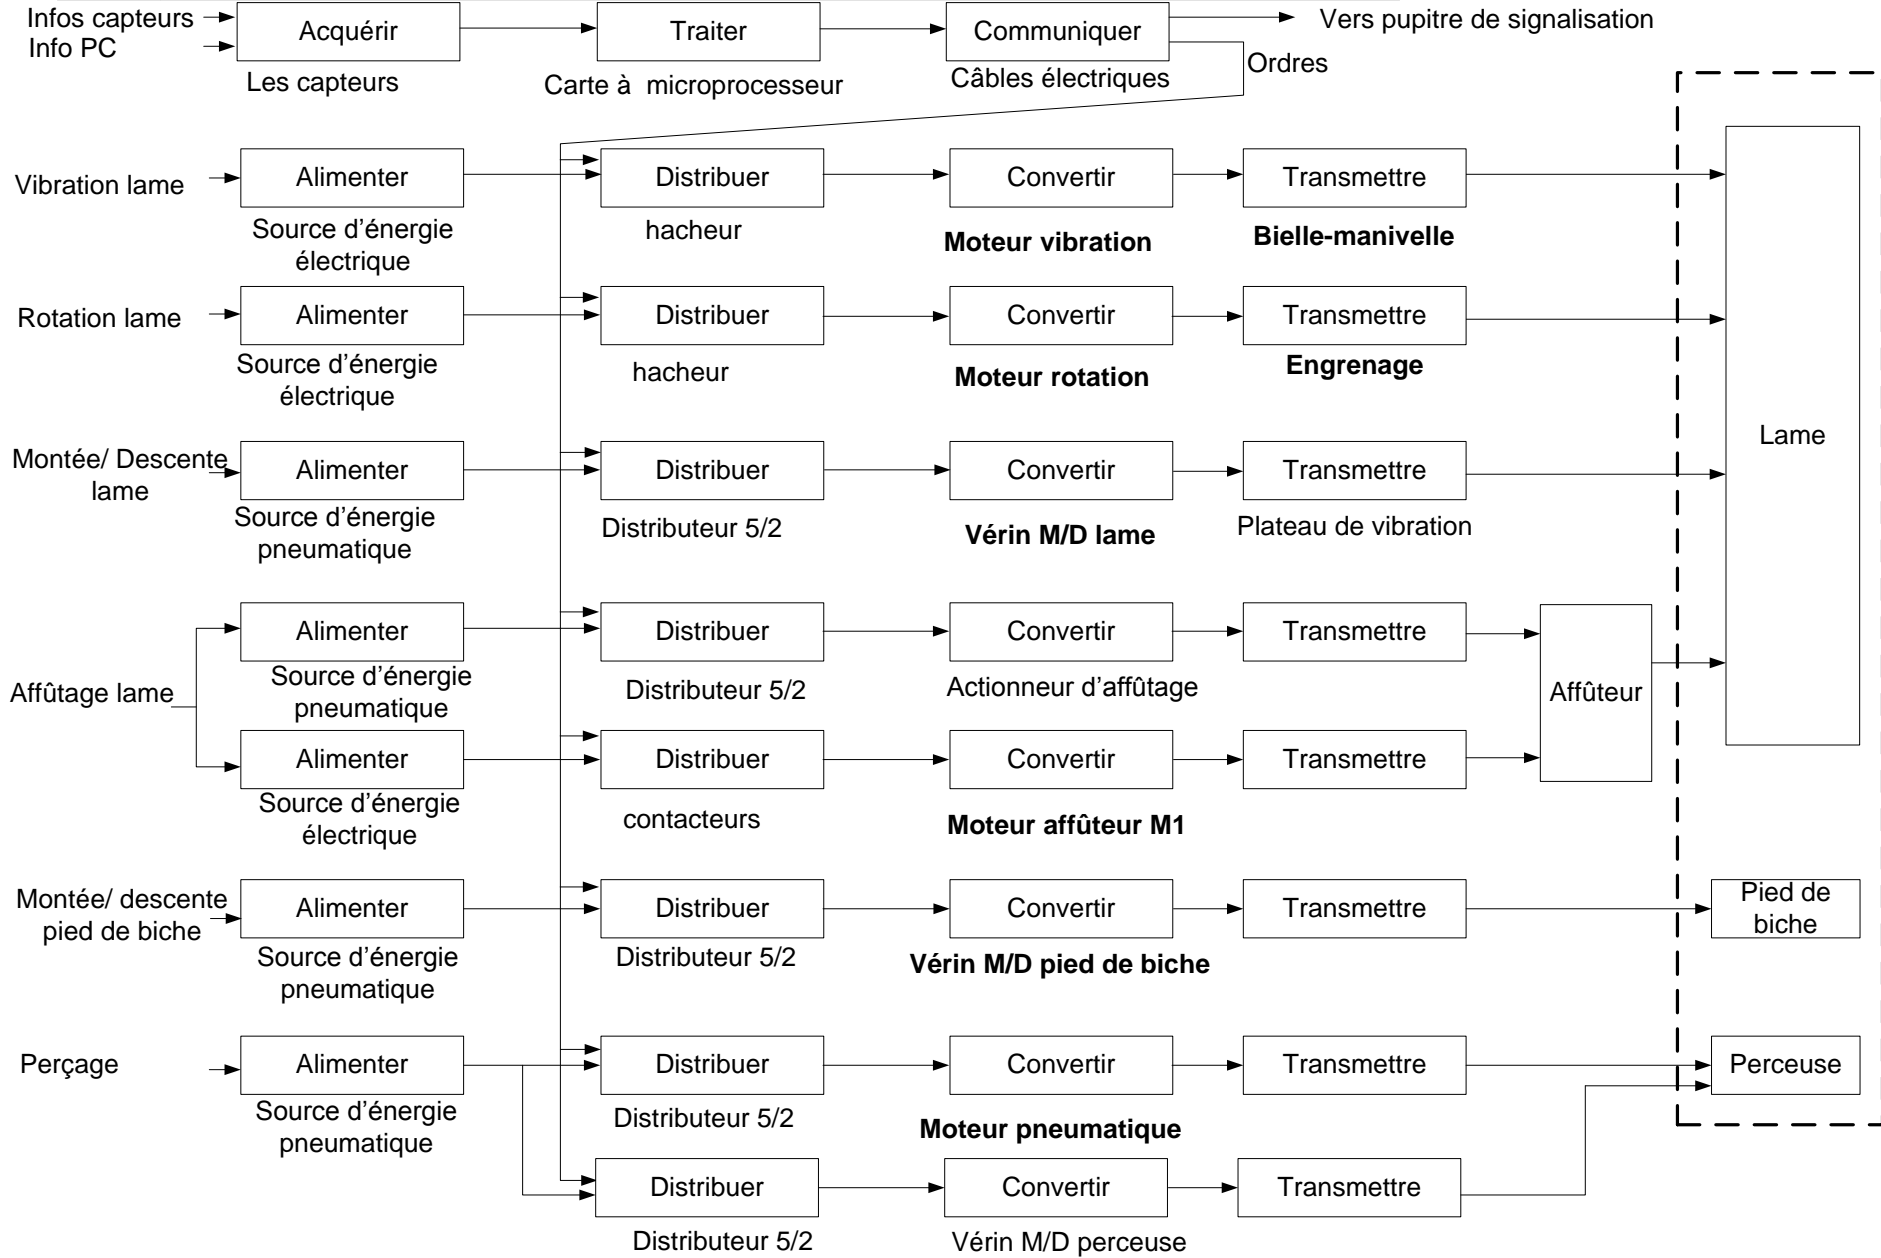 Infos capteurs
Info PC
Acquérir
Traiter
Communiquer
Vers pupitre de signalisation
Les capteurs
Carte à microprocesseur
Câbles électriques
Ordres
Vibration lame
Alimenter
Distribuer
Convertir
Transmettre
Source d'énergie
électrique
hacheur
Moteur vibration
Bielle-manivelle
Rotation lame
Alimenter
Distribuer
Convertir
Transmettre
Source d'énergie
électrique
hacheur
Moteur rotation
Engrenage
Lame
Montée/ Descente
lame
Alimenter
Distribuer
Convertir
Transmettre
Source d'énergie
pneumatique
Distributeur 5/2
Vérin M/D lame
Plateau de vibration
Affûtage lame
Alimenter
Distribuer
Convertir
Transmettre
Source d'énergie
pneumatique
Distributeur 5/2
Actionneur d'affûtage
Affûteur
Alimenter
Distribuer
Convertir
Transmettre
Source d'énergie
électrique
contacteurs
Moteur affûteur M1
Montée/ descente
pied de biche
Alimenter
Distribuer
Convertir
Transmettre
Pied de
biche
Source d'énergie
pneumatique
Distributeur 5/2
Vérin M/D pied de biche
Perçage
Alimenter
Distribuer
Convertir
Transmettre
Perceuse
Source d'énergie
pneumatique
Distributeur 5/2
Moteur pneumatique
Distribuer
Convertir
Transmettre
Distributeur 5/2
Vérin M/D perceuse